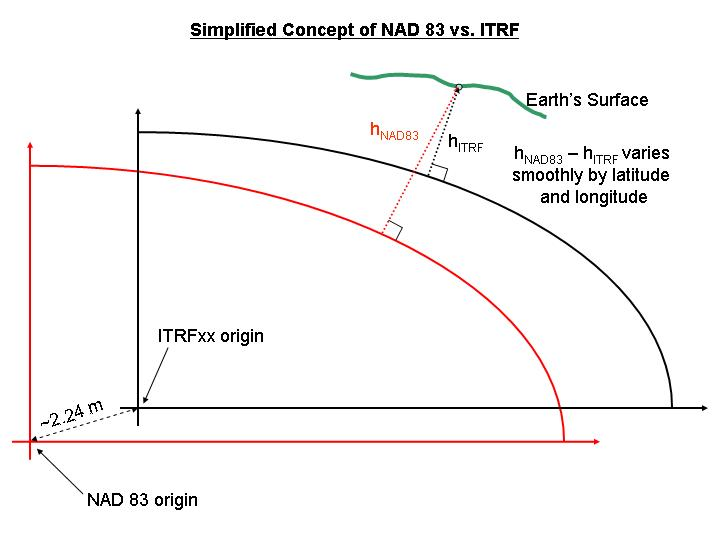 Simplified Concept of NAD 83 vs. ITRF
Earth's Surface
hNAD83
hITRF
hNAD83 – hITRF varies
smoothly by latitude
and longitude
ITRFxx origin
~2.24 m
NAD 83 origin